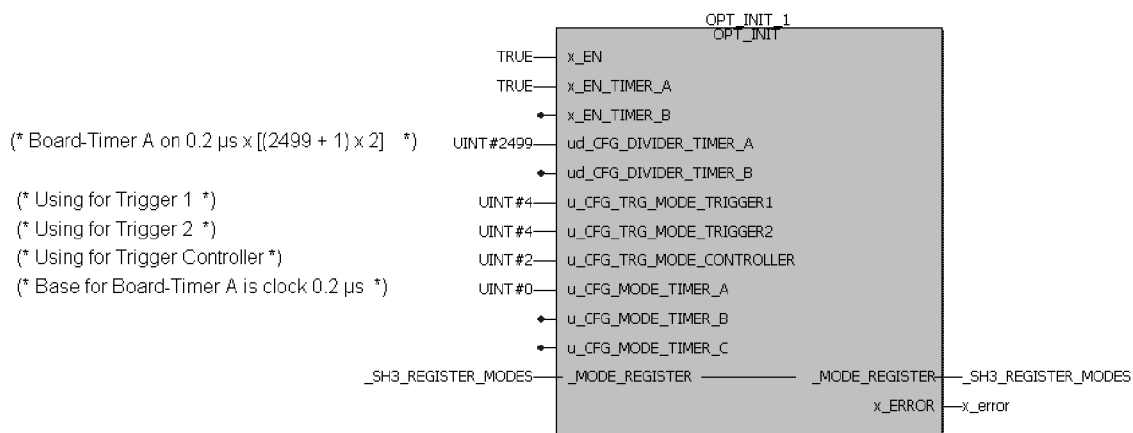 OPT_INIT_1
OPT_INIT
TRUE x_EN
TRUE x_EN_TIMER_A
x_EN_TIMER_B
(* Board-Timer A on 0.2 µs x [(2499 + 1) x 2] *) UINT#2499 ud_CFG_DIVIDER_TIMER_A
ud_CFG_DIVIDER_TIMER_B
(* Using for Trigger 1 *) UINT#4 u_CFG_TRG_MODE_TRIGGER1
(* Using for Trigger 2 *) UINT#4 u_CFG_TRG_MODE_TRIGGER2
(* Using for Trigger Controller *) UINT#2 u_CFG_TRG_MODE_CONTROLLER
(* Base for Board-Timer A is clock 0.2 µs *) UINT#0 u_CFG_MODE_TIMER_A
u_CFG_MODE_TIMER_B
u_CFG_MODE_TIMER_C
_SH3_REGISTER_MODES _MODE_REGISTER _MODE_REGISTER _SH3_REGISTER_MODES
x_ERROR x_error